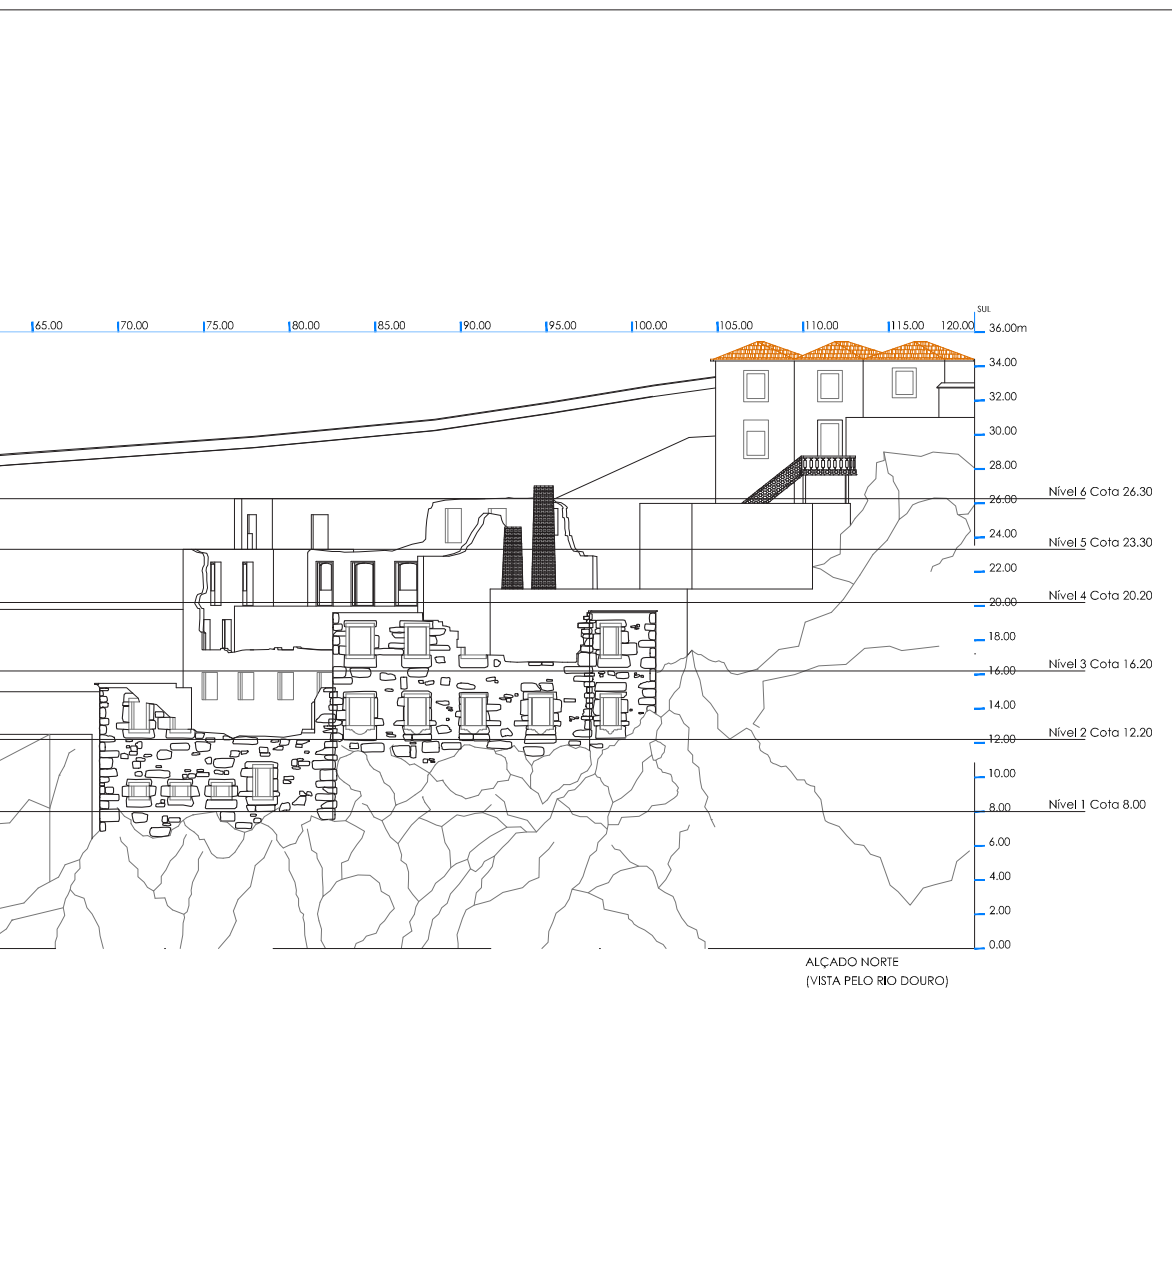 SUL
65.00 70.00 75.00 80.00 85.00 90.00 95.00 100.00 105.00 110.00 115.00 120.00 36.00m
34.00
32.00
30.00
28.00
26.00 Nível 6 Cota 26.30
24.00
Nível 5 Cota 23.30
22.00
20.00 Nível 4 Cota 20.20
18.00
16.00 Nível 3 Cota 16.20
14.00
12.00 Nível 2 Cota 12.20
10.00
8.00 Nível 1 Cota 8.00
6.00
4.00
2.00
0.00
ALÇADO NORTE
(VISTA PELO RIO DOURO)